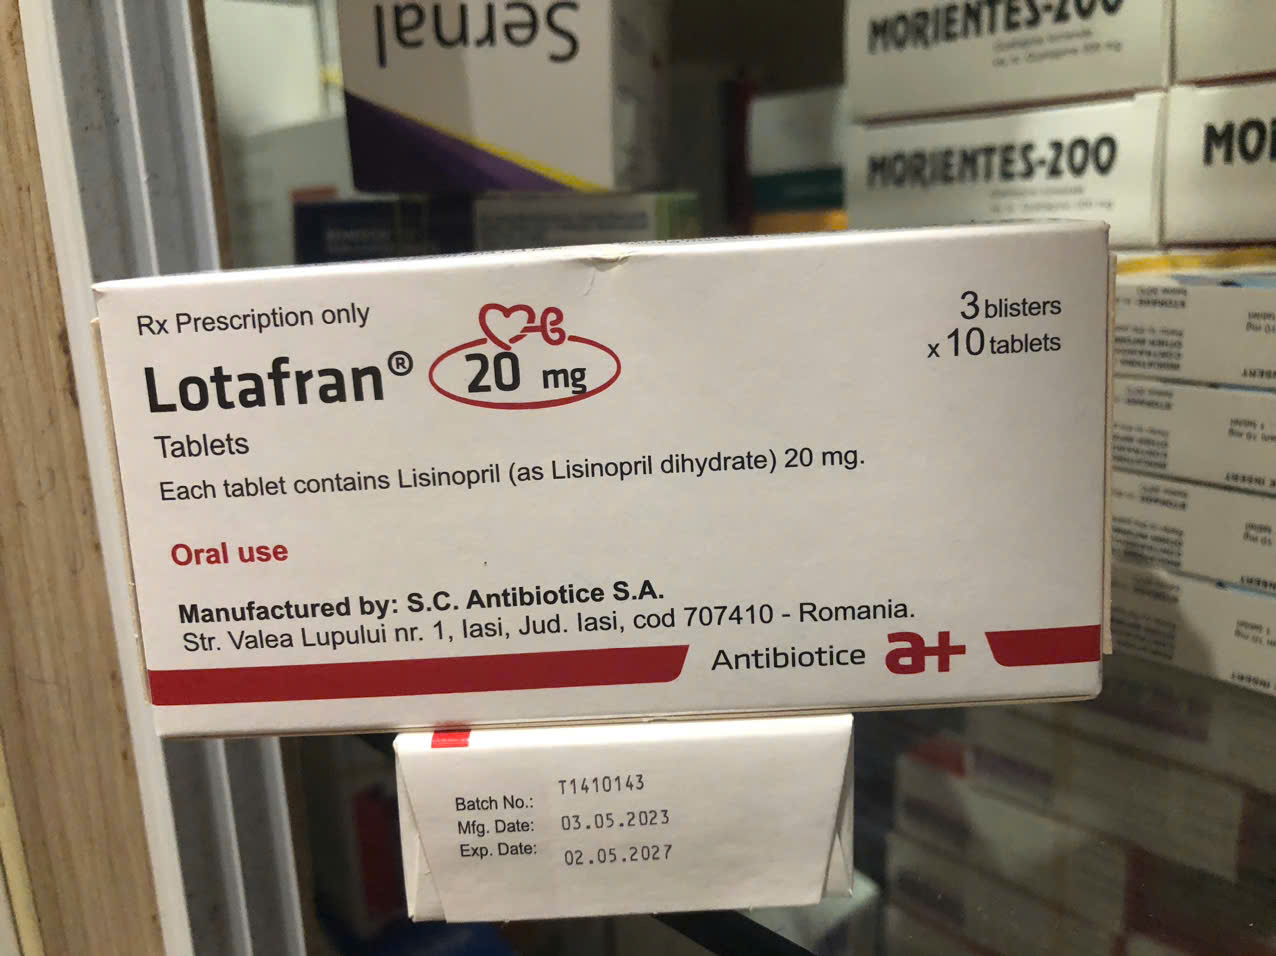 Sernal
MORIENTES-200
MORIENTES-200
MO
Rx Prescription only
3 blisters
x 10 tablets
Lotafran® 20 mg
Tablets
Each tablet contains Lisinopril (as Lisinopril dihydrate) 20 mg.
Oral use
Manufactured by: S.C. Antibiotice S.A.
Str. Valea Lupului nr. 1, Iasi, Jud. Iasi, cod 707410 - Romania.
Antibiotice a+
Batch No.: T1410143
Mfg. Date: 03.05.2023
Exp. Date: 02.05.2027